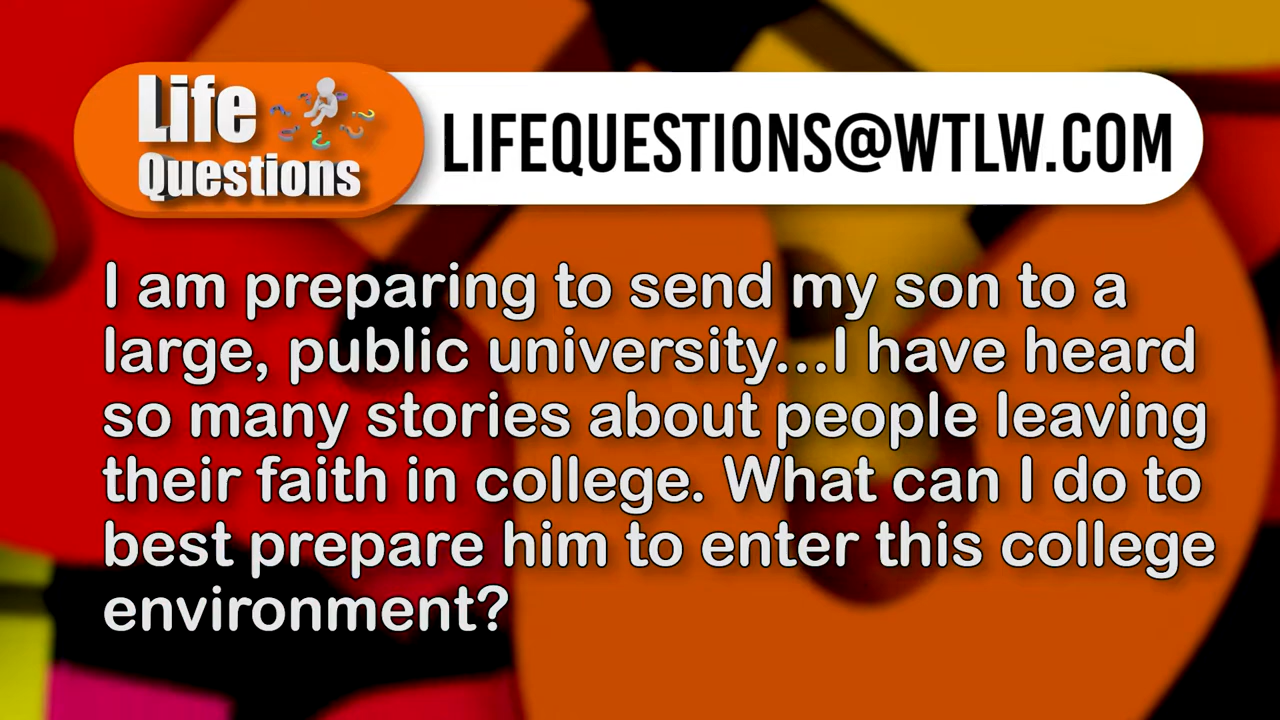 Life
Questions
LIFEQUESTIONS@WTLW.COM
I am preparing to send my son to a
large, public university...I have heard
so many stories about people leaving
their faith in college. What can I do to
best prepare him to enter this college
environment?